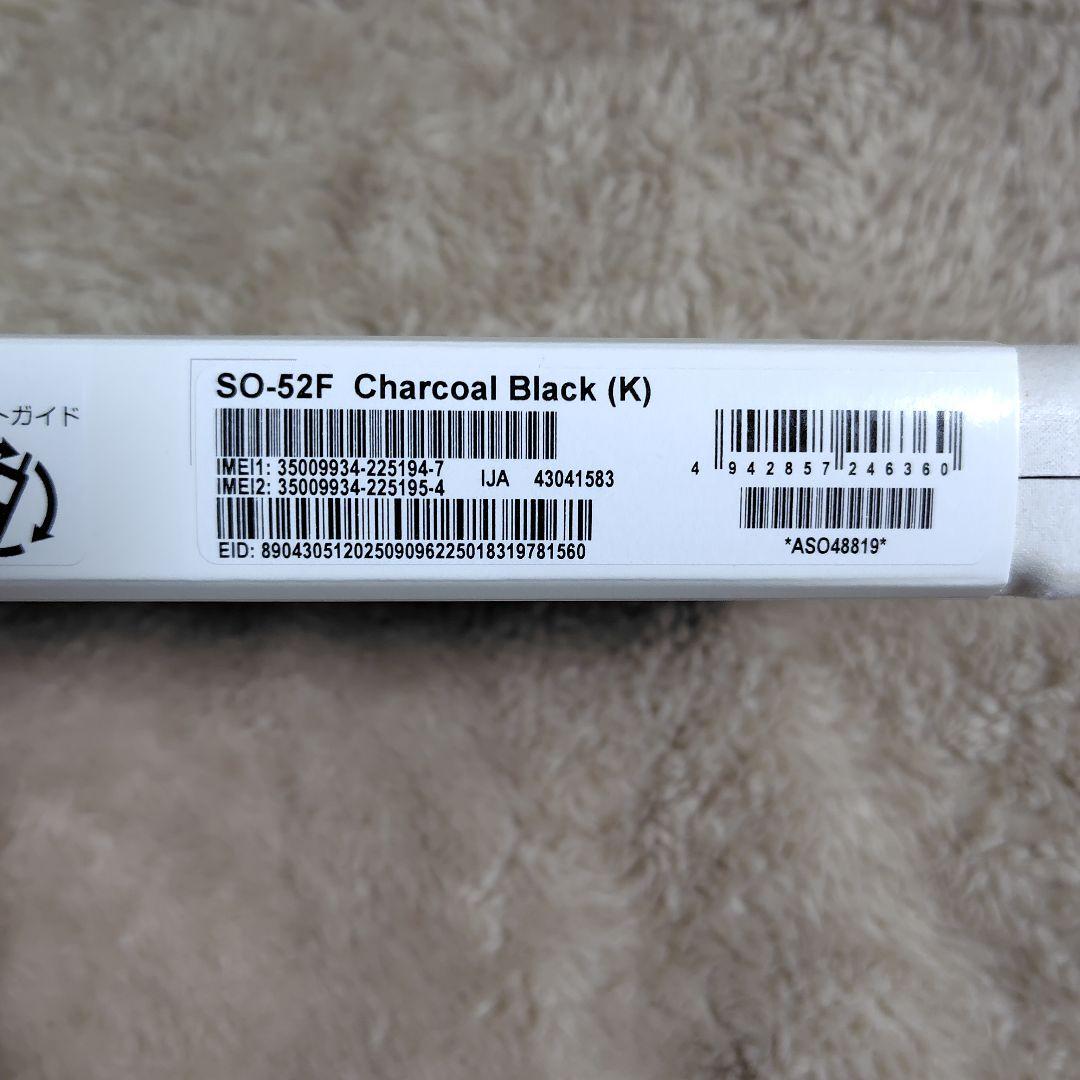 トガイド
SO-52F Charcoal Black (K)
IMEI1: 35009934-225194-7
IMEI2: 35009934-225195-4
IJA 43041583
EID: 89043051202509096225018319781560
4 942857 246360
*ASO48819*